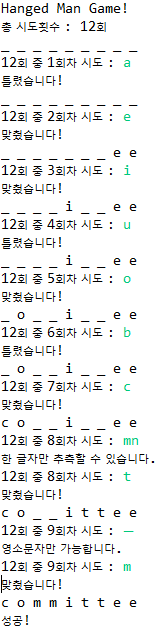 Hanged Man Game!
총 시도횟수 : 12회
_ _ _ _ _ _ _ _ _
12회 중 1회차 시도 : a
틀렸습니다!
_ _ _ _ _ _ _ _ _
12회 중 2회차 시도 : e
맞췄습니다!
_ _ _ _ _ _ _ e e
12회 중 3회차 시도 : i
맞췄습니다!
_ _ _ _ i _ _ e e
12회 중 4회차 시도 : u
틀렸습니다!
_ _ _ _ i _ _ e e
12회 중 5회차 시도 : o
맞췄습니다!
_ o _ _ i _ _ e e
12회 중 6회차 시도 : b
틀렸습니다!
_ o _ _ i _ _ e e
12회 중 7회차 시도 : c
맞췄습니다!
c o _ _ i _ _ e e
12회 중 8회차 시도 : mn
한 글자만 추측할 수 있습니다.
12회 중 8회차 시도 : t
맞췄습니다!
c o _ _ i t t e e
12회 중 9회차 시도 : ㅡ
영소문자만 가능합니다.
12회 중 9회차 시도 : m
맞췄습니다!
c o m m i t t e e
성공!